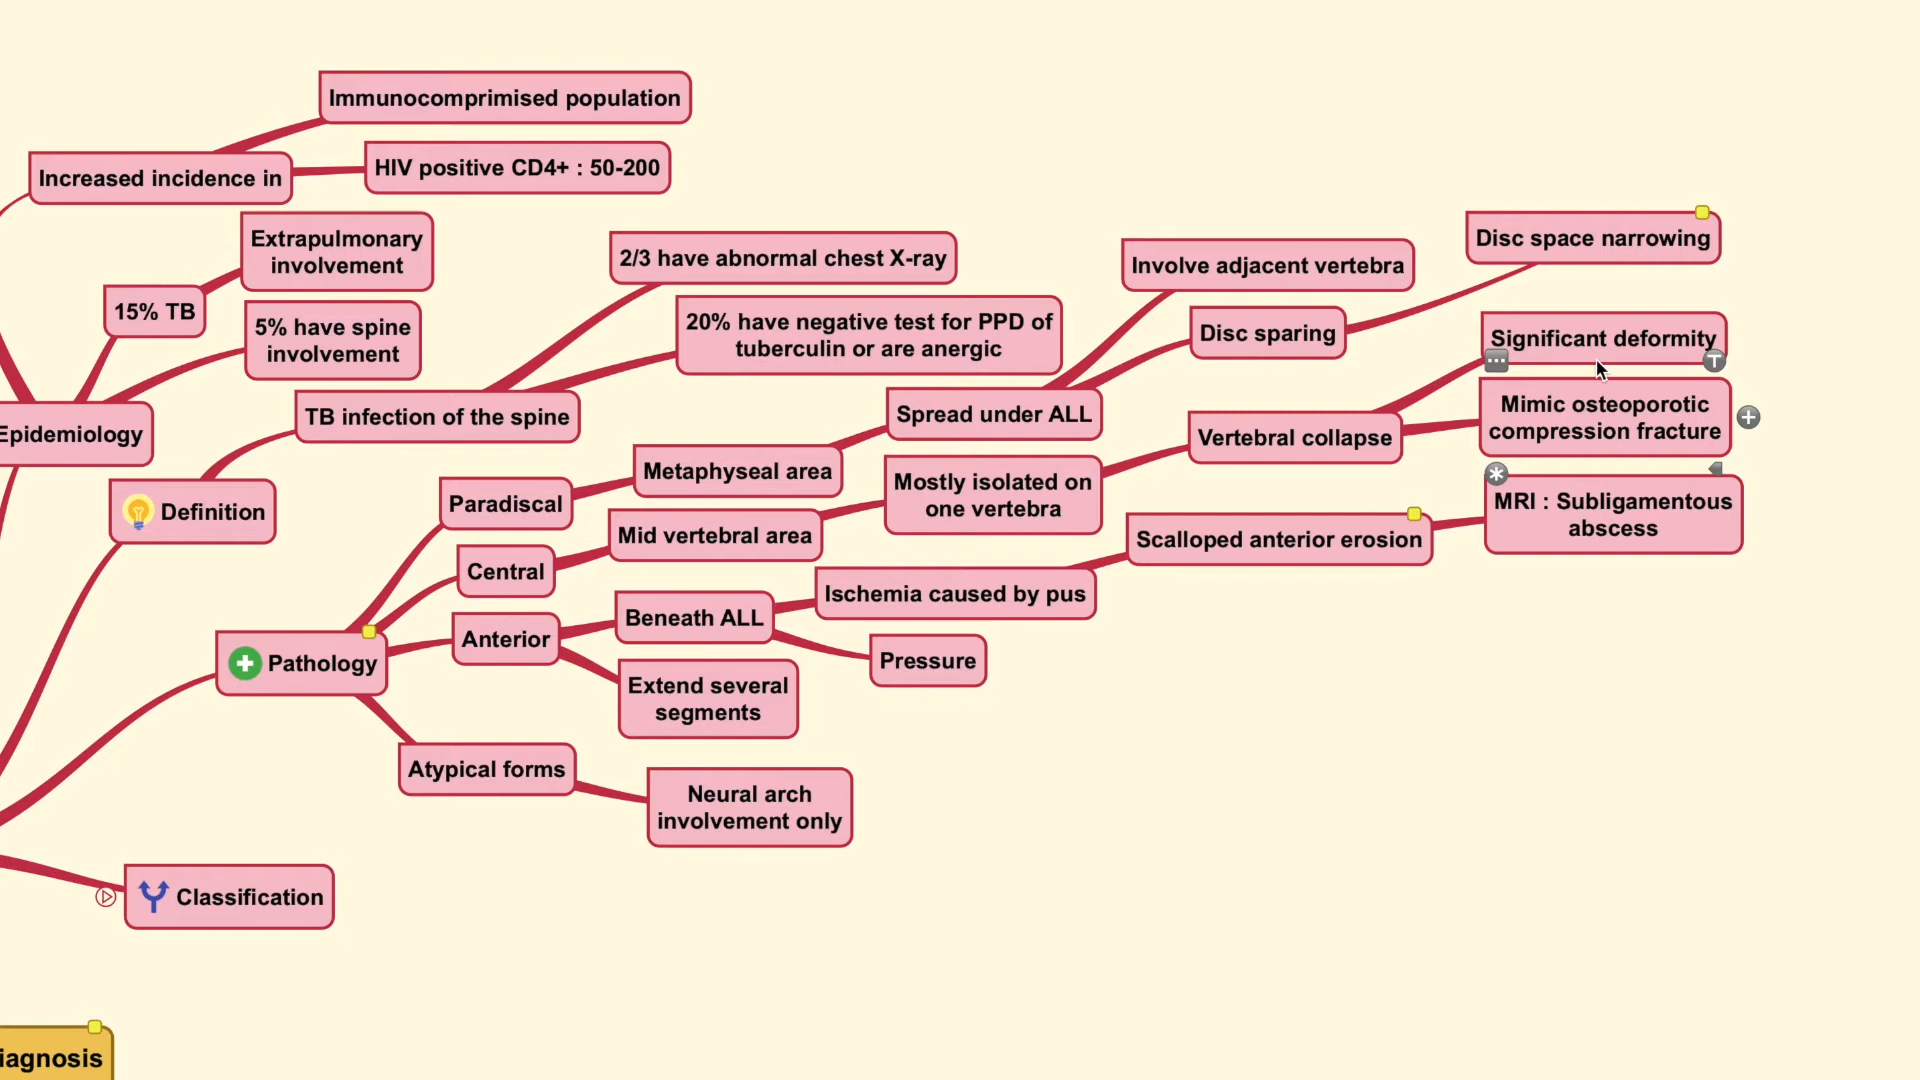 Immunocomprimised population
Increased incidence in
HIV positive CD4+ : 50-200
Extrapulmonary
involvement
15% TB
5% have spine
involvement
Epidemiology
2/3 have abnormal chest X-ray
20% have negative test for PPD of
tuberculin or are anergic
TB infection of the spine
Definition
Involve adjacent vertebra
Disc space narrowing
Disc sparing
Spread under ALL
Metaphyseal area
Paradiscal
Significant deformity
T
Mimic osteoporotic
compression fracture
Vertebral collapse
Mostly isolated on
one vertebra
Mid vertebral area
Central
MRI : Subligamentous
abscess
Scalloped anterior erosion
Ischemia caused by pus
Beneath ALL
Anterior
Pressure
Extend several
segments
Pathology
Atypical forms
Neural arch
involvement only
Classification
iagnosis